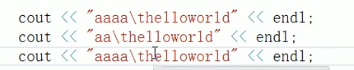 cout << "aaaa\thelloworld" << endl;
cout << "aa\thelloworld" << endl;
cout << "aaaa\thelloworld" << endl;